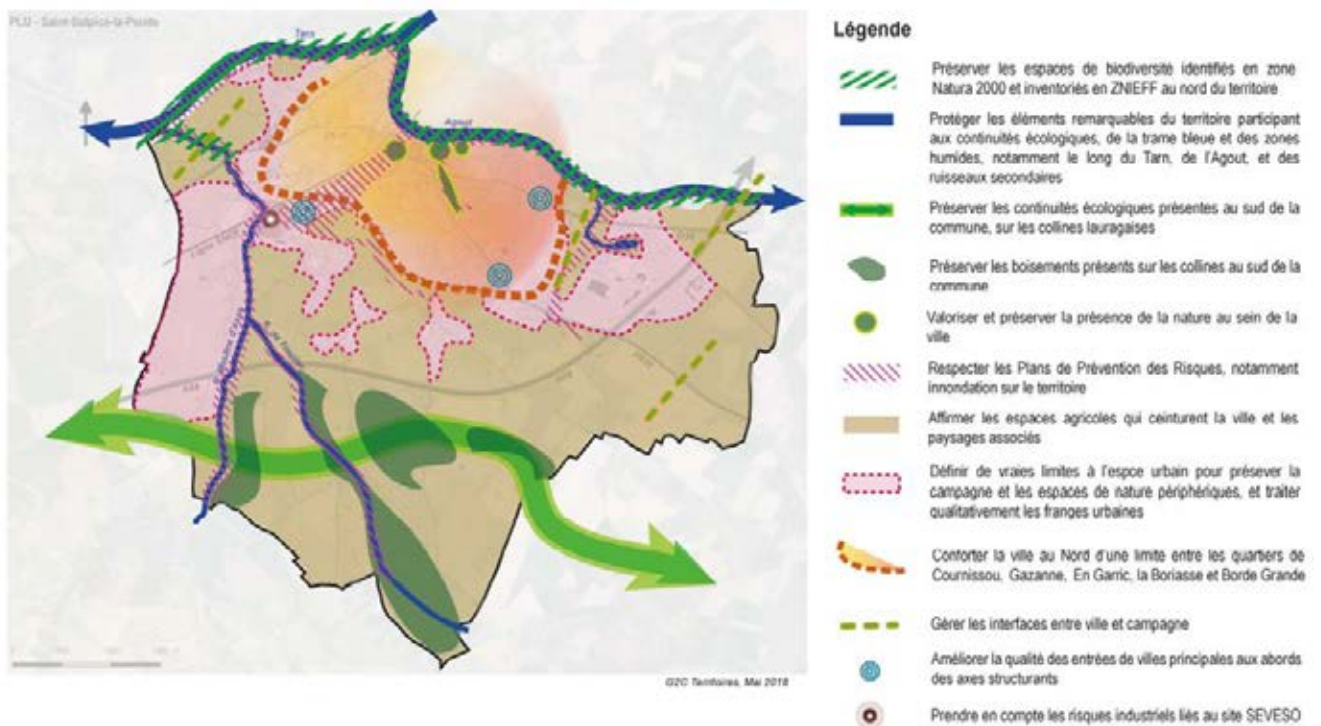 PLU - Saint-Sulpice-la-Pointe
Tarn
Agout
G2C Territoires, Mai 2018
Légende
Préserver les espaces de biodiversité identifiés en zone
Natura 2000 et inventoriés en ZNIEFF au nord du territoire
Protéger les éléments remarquables du territoire participant
aux continuités écologiques, de la trame bleue et des zones
humides, notamment le long du Tarn, de l'Agout, et des
ruisseaux secondaires
Préserver les continuités écologiques présentes au sud de la
commune, sur les collines lauragaises
Préserver les boisements présents sur les collines au sud de la
commune
Valoriser et préserver la présence de la nature au sein de la
ville
Respecter les Plans de Prévention des Risques, notamment
innondation sur le territoire
Affirmer les espaces agricoles qui ceinturent la ville et les
paysages associés
Définir de vraies limites à l'espce urbain pour présever la
campagne et les espaces de nature périphériques, et traiter
qualitativement les franges urbaines
Conforter la ville au Nord d'une limite entre les quartiers de
Cournissou, Gazanne, En Garric, la Boriasse et Borde Grande
Gérer les interfaces entre ville et campagne
Améliorer la qualité des entrées de villes principales aux abords
des axes structurants
Prendre en compte les risques industriels liés au site SEVESO